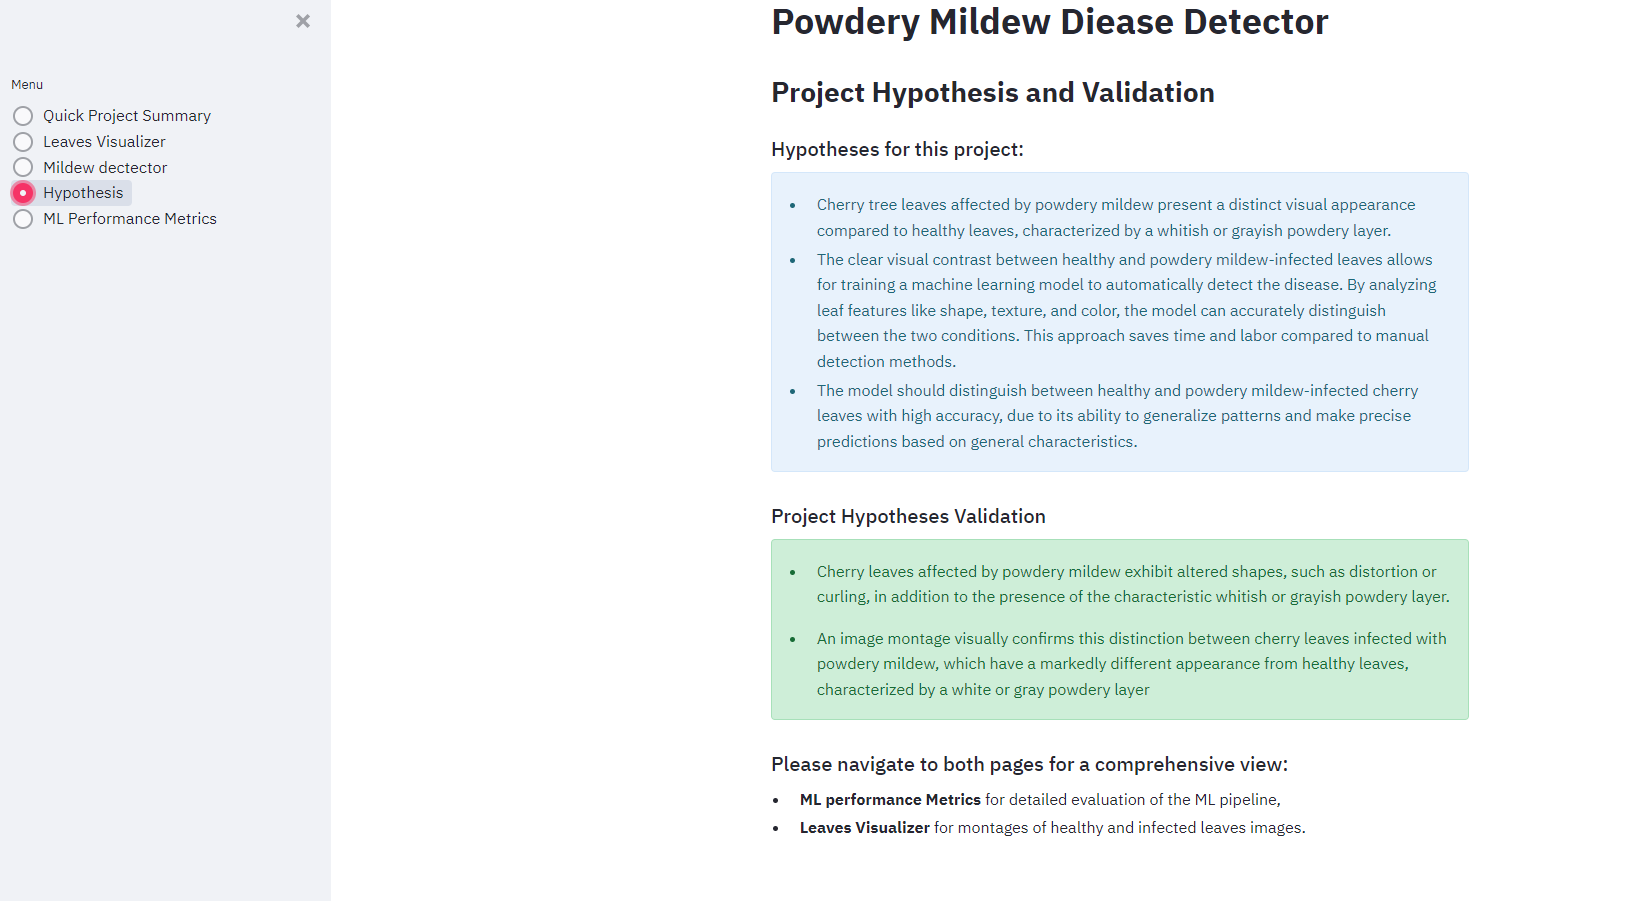 Menu
Quick Project Summary
Leaves Visualizer
Mildew dectector
Hypothesis
ML Performance Metrics
Powdery Mildew Diease Detector
Project Hypothesis and Validation
Hypotheses for this project:
• Cherry tree leaves affected by powdery mildew present a distinct visual appearance
compared to healthy leaves, characterized by a whitish or grayish powdery layer.
• The clear visual contrast between healthy and powdery mildew-infected leaves allows
for training a machine learning model to automatically detect the disease. By analyzing
leaf features like shape, texture, and color, the model can accurately distinguish
between the two conditions. This approach saves time and labor compared to manual
detection methods.
• The model should distinguish between healthy and powdery mildew-infected cherry
leaves with high accuracy, due to its ability to generalize patterns and make precise
predictions based on general characteristics.
Project Hypotheses Validation
• Cherry leaves affected by powdery mildew exhibit altered shapes, such as distortion or
curling, in addition to the presence of the characteristic whitish or grayish powdery layer.
• An image montage visually confirms this distinction between cherry leaves infected with
powdery mildew, which have a markedly different appearance from healthy leaves,
characterized by a white or gray powdery layer
Please navigate to both pages for a comprehensive view:
• ML performance Metrics for detailed evaluation of the ML pipeline,
• Leaves Visualizer for montages of healthy and infected leaves images.